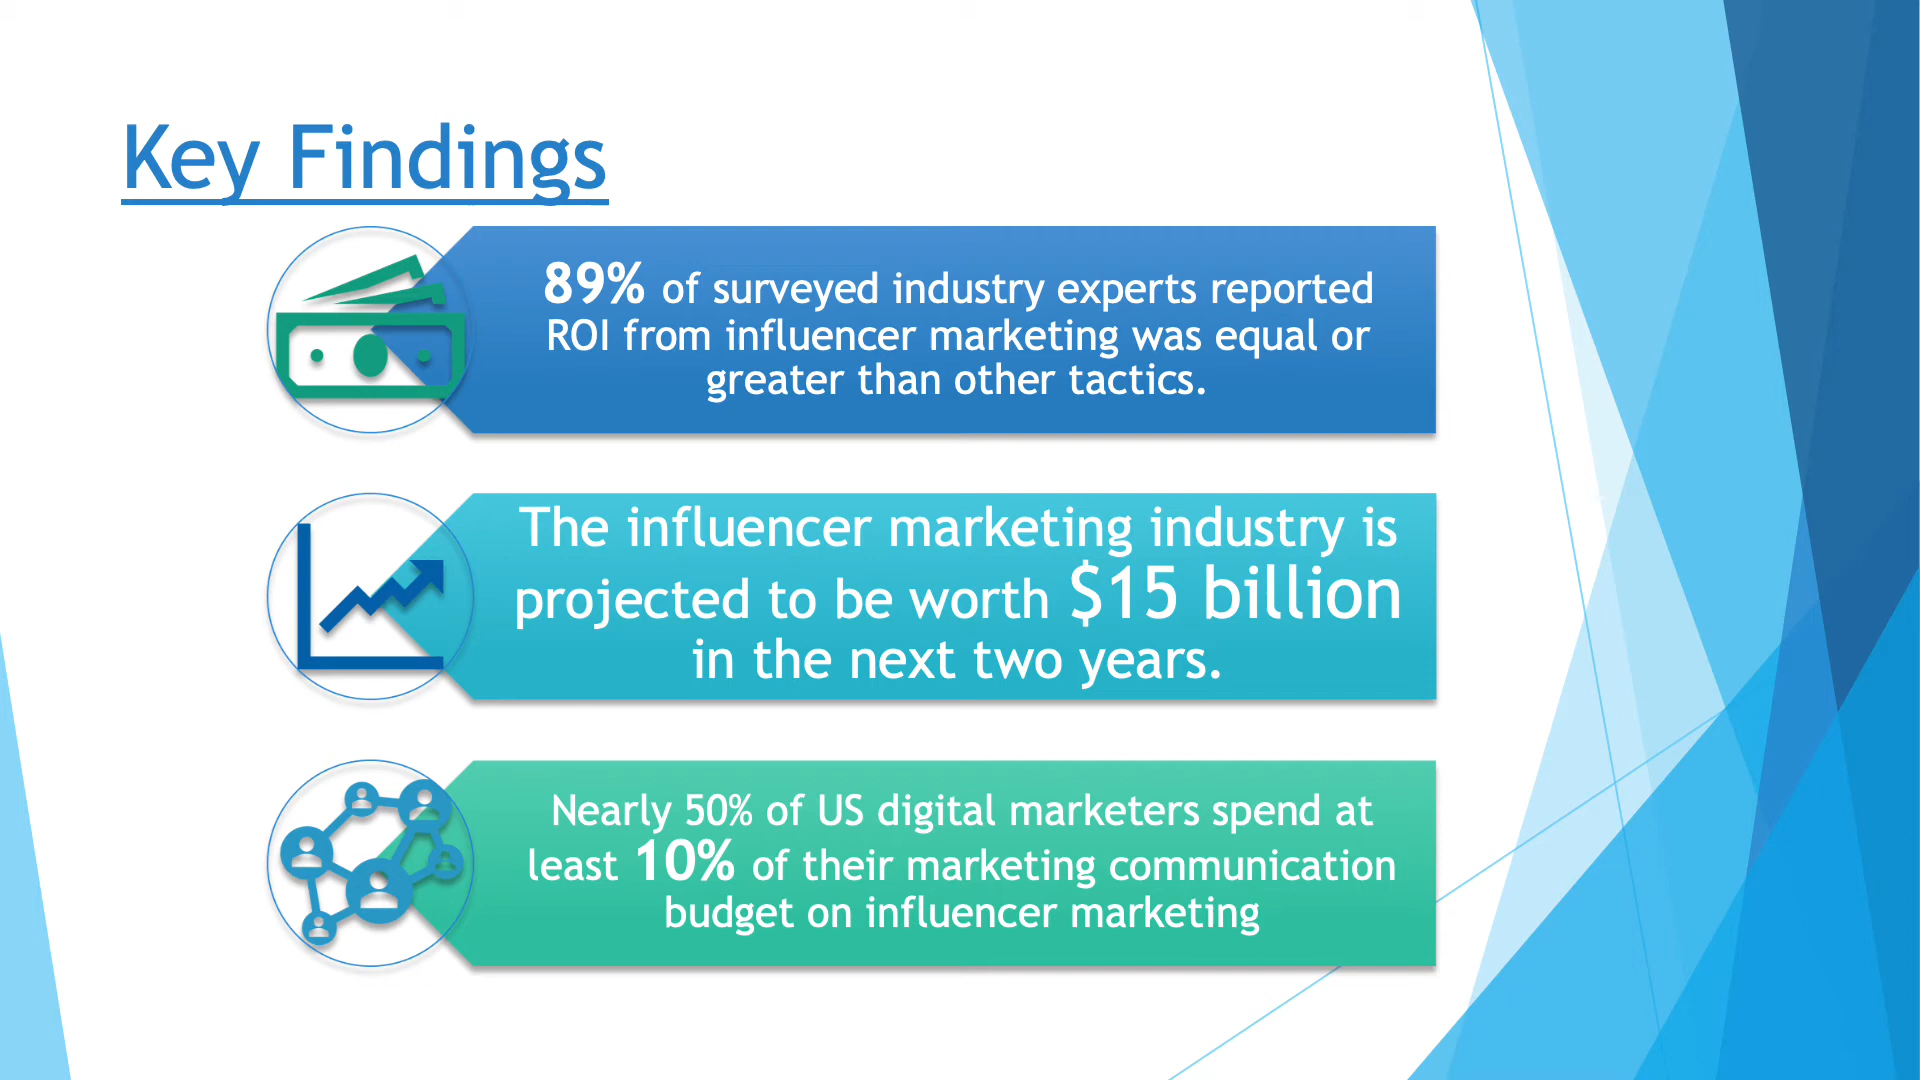 Key Findings
89% of surveyed industry experts reported
ROI from influencer marketing was equal or
greater than other tactics.
The influencer marketing industry is
projected to be worth $15 billion
in the next two years.
Nearly 50% of US digital marketers spend at
least 10% of their marketing communication
budget on influencer marketing